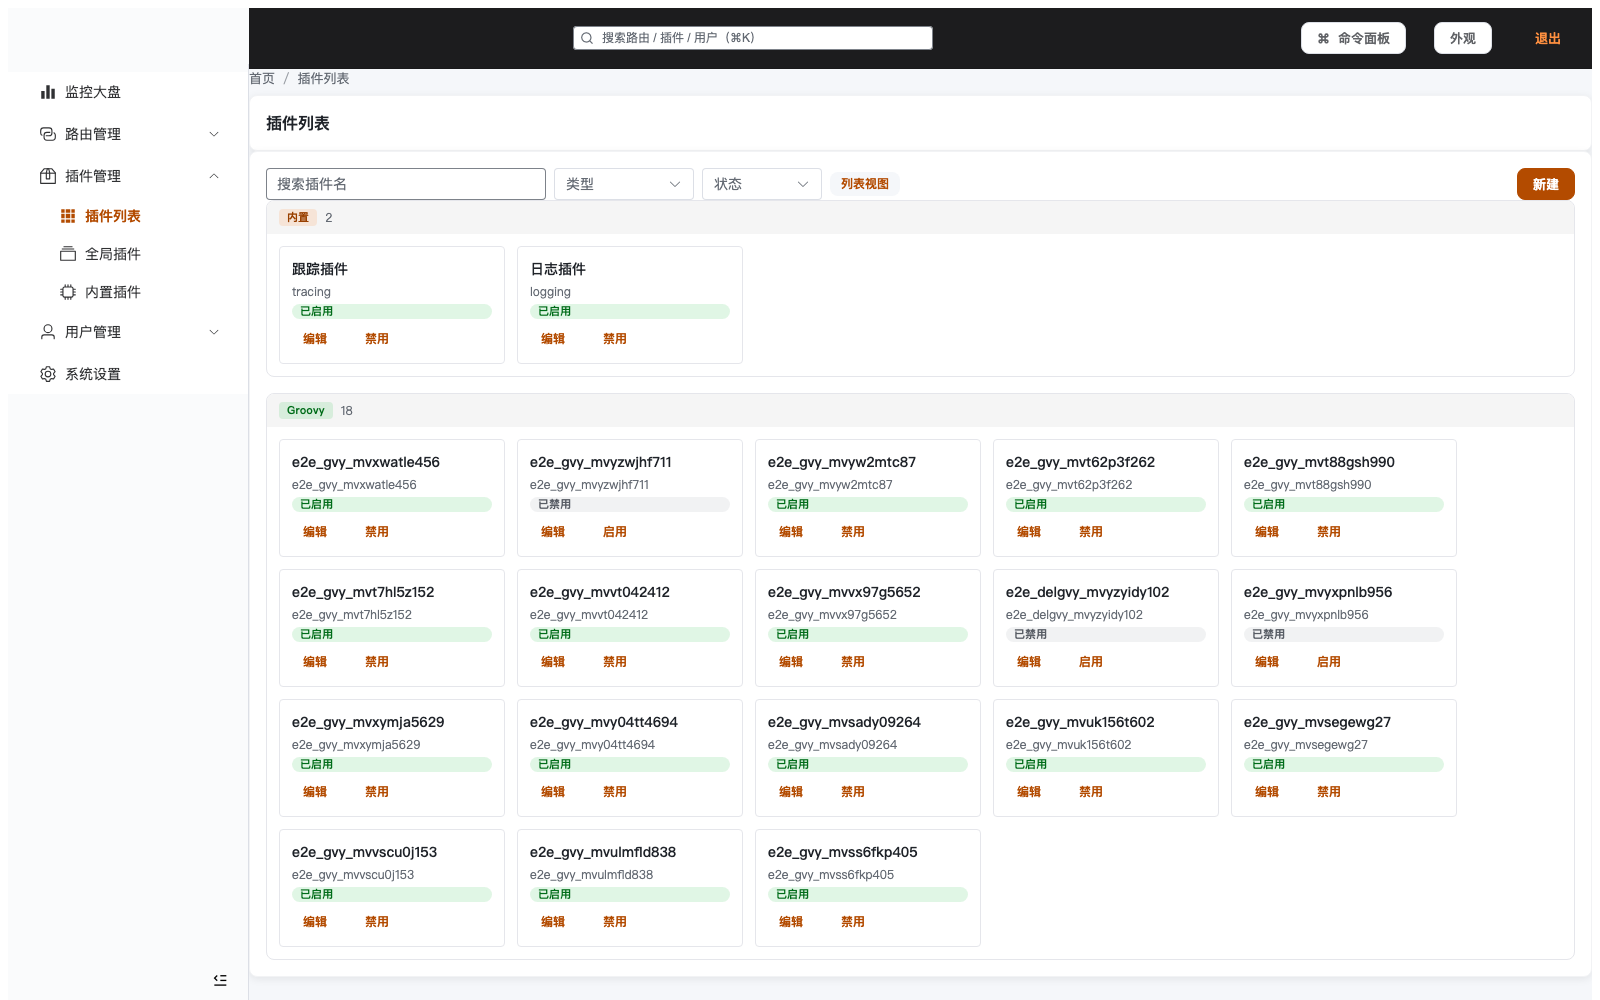 搜索路由 / 插件 / 用户（⌘K）
⌘ 命令面板
外观
退出
监控大盘
路由管理
插件管理
插件列表
全局插件
内置插件
用户管理
系统设置
首页 / 插件列表
插件列表
搜索插件名
类型
状态
列表视图
新建
内置 2
跟踪插件
tracing
已启用
编辑 禁用
日志插件
logging
已启用
编辑 禁用
Groovy 18
e2e_gvy_mvxwatle456
e2e_gvy_mvxwatle456
已启用
编辑 禁用
e2e_gvy_mvyzwjhf711
e2e_gvy_mvyzwjhf711
已禁用
编辑 启用
e2e_gvy_mvyw2mtc87
e2e_gvy_mvyw2mtc87
已启用
编辑 禁用
e2e_gvy_mvt62p3f262
e2e_gvy_mvt62p3f262
已启用
编辑 禁用
e2e_gvy_mvt88gsh990
e2e_gvy_mvt88gsh990
已启用
编辑 禁用
e2e_gvy_mvt7hl5z152
e2e_gvy_mvt7hl5z152
已启用
编辑 禁用
e2e_gvy_mvvt042412
e2e_gvy_mvvt042412
已启用
编辑 禁用
e2e_gvy_mvvx97g5652
e2e_gvy_mvvx97g5652
已启用
编辑 禁用
e2e_delgvy_mvyzyidy102
e2e_delgvy_mvyzyidy102
已禁用
编辑 启用
e2e_gvy_mvyxpnlb956
e2e_gvy_mvyxpnlb956
已禁用
编辑 启用
e2e_gvy_mvxymja5629
e2e_gvy_mvxymja5629
已启用
编辑 禁用
e2e_gvy_mvy04tt4694
e2e_gvy_mvy04tt4694
已启用
编辑 禁用
e2e_gvy_mvsady09264
e2e_gvy_mvsady09264
已启用
编辑 禁用
e2e_gvy_mvuk156t602
e2e_gvy_mvuk156t602
已启用
编辑 禁用
e2e_gvy_mvsegewg27
e2e_gvy_mvsegewg27
已启用
编辑 禁用
e2e_gvy_mvvscu0j153
e2e_gvy_mvvscu0j153
已启用
编辑 禁用
e2e_gvy_mvulmfld838
e2e_gvy_mvulmfld838
已启用
编辑 禁用
e2e_gvy_mvss6fkp405
e2e_gvy_mvss6fkp405
已启用
编辑 禁用